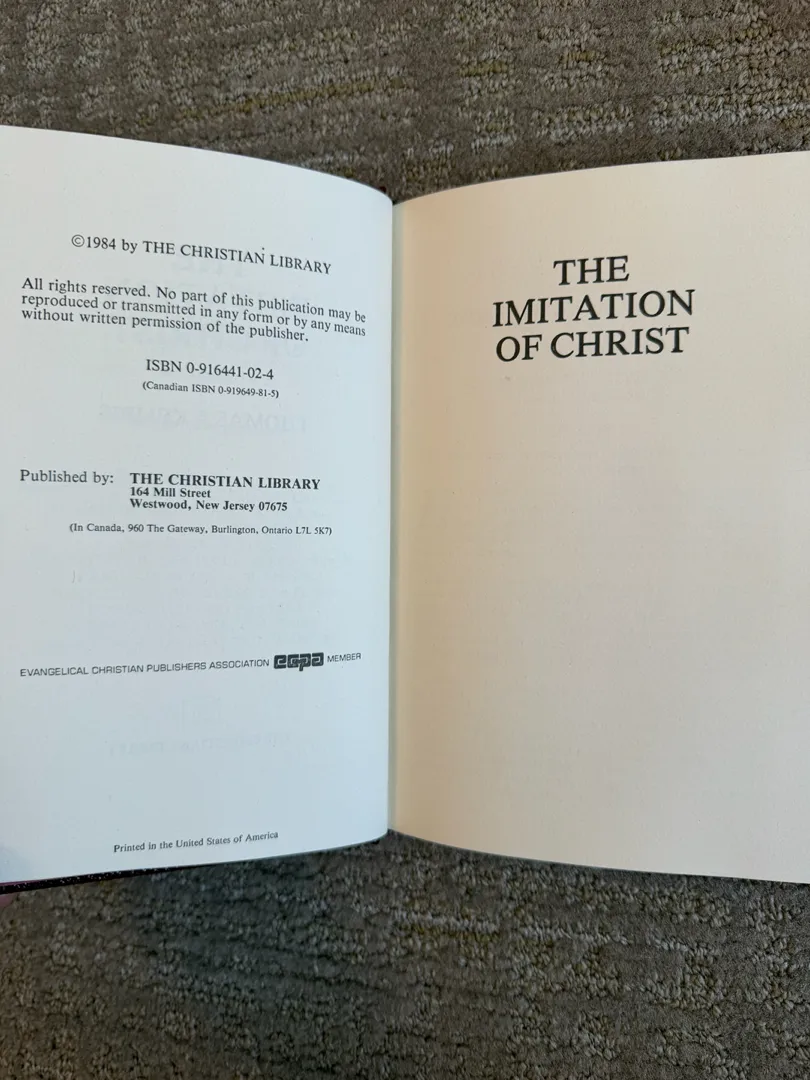 ©1984 by THE CHRISTIAN LIBRARY
All rights reserved. No part of this publication may be
reproduced or transmitted in any form or by any means
without written permission of the publisher.
ISBN 0-916441-02-4
(Canadian ISBN 0-919649-81-5)
Published by: THE CHRISTIAN LIBRARY
164 Mill Street
Westwood, New Jersey 07675
(In Canada, 960 The Gateway, Burlington, Ontario L7L 5K7)
EVANGELICAL CHRISTIAN PUBLISHERS ASSOCIATION ecpa MEMBER
Printed in the United States of America
THE
IMITATION
OF CHRIST